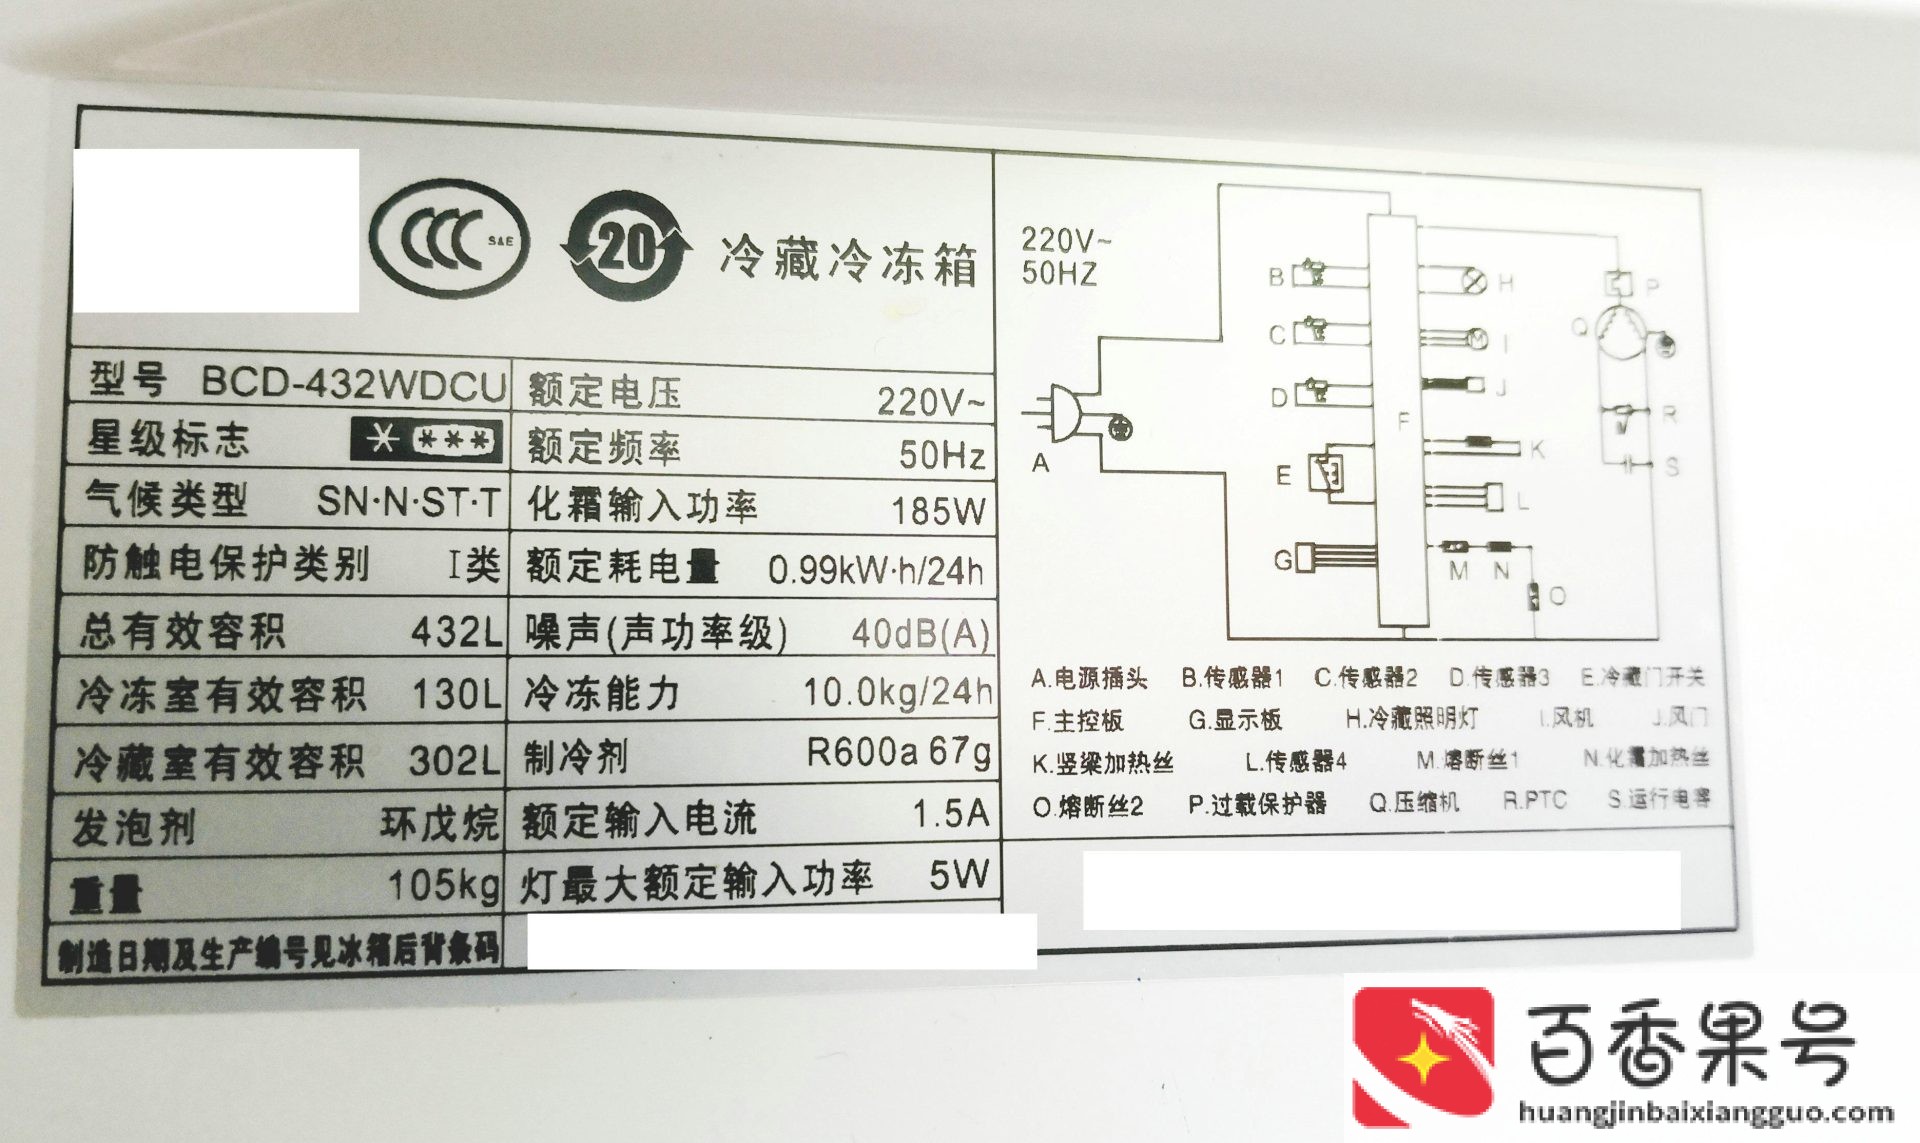 CCC S&E 20 冷藏冷冻箱
型号 BCD-432WDCU 额定电压 220V~
星级标志 * *** 额定频率 50Hz
气候类型 SN·N·ST·T 化霜输入功率 185W
防触电保护类别 I类 额定耗电量 0.99kW·h/24h
总有效容积 432L 噪声(声功率级) 40dB(A)
冷冻室有效容积 130L 冷冻能力 10.0kg/24h
冷藏室有效容积 302L 制冷剂 R600a 67g
发泡剂 环戊烷 额定输入电流 1.5A
重量 105kg 灯最大额定输入功率 5W
制造日期及生产编号见冰箱后背条码
220V~
50HZ
A
B
C
D
E
G
F
H
I
J
K
L
M N
O
P
Q
R
S
A.电源插头 B.传感器1 C.传感器2 D.传感器3 E.冷藏门开关
F.主控板 G.显示板 H.冷藏照明灯 I.风机 J.风门
K.竖梁加热丝 L.传感器4 M.熔断丝1 N.化霜加热丝
O.熔断丝2 P.过载保护器 Q.压缩机 R.PTC S.运行电容
百香果号
huangjinbaixiangguo.com